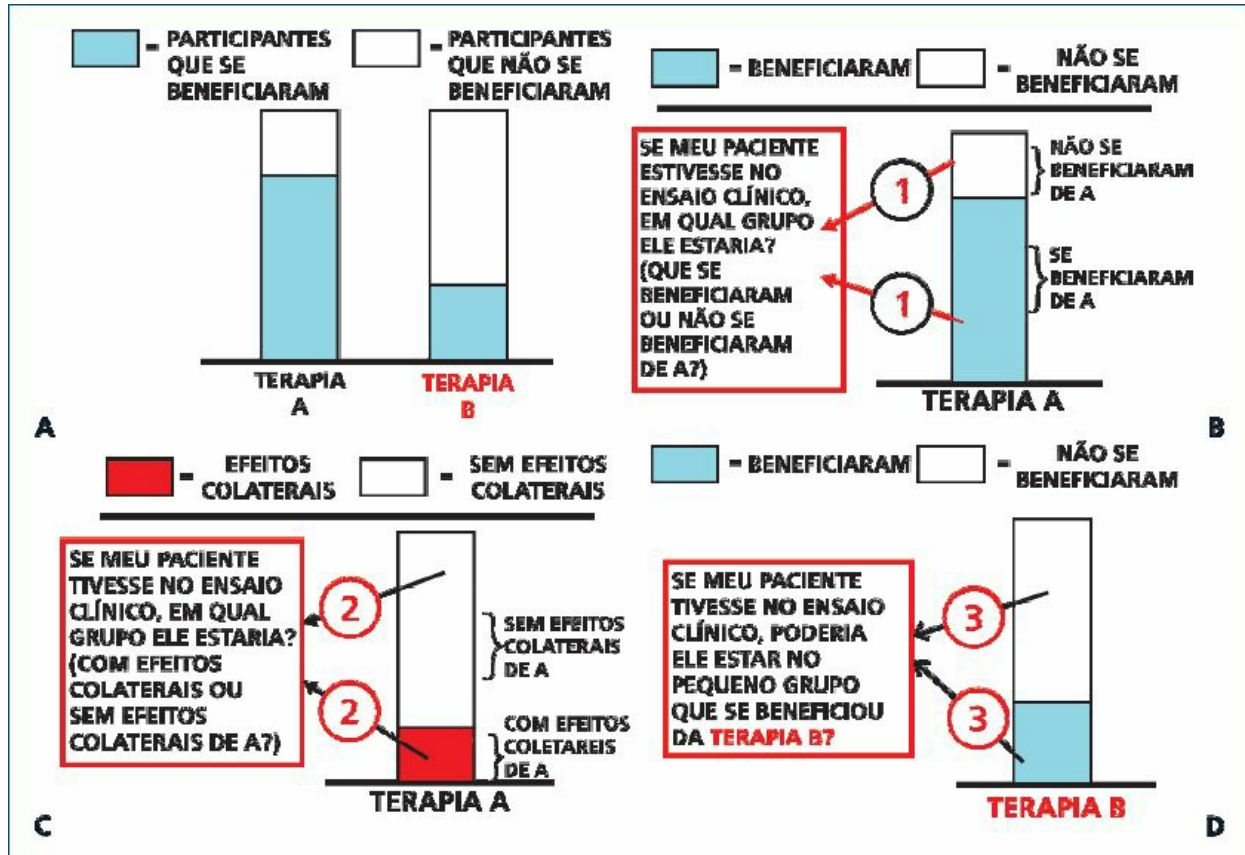 = PARTICIPANTES
QUE SE
BENEFICIARAM
= PARTICIPANTES
QUE NÃO SE
BENEFICIARAM
TERAPIA
A
TERAPIA
B
A
= BENEFICIARAM
= NÃO SE
BENEFICIARAM
SE MEU PACIENTE
ESTIVESSE NO
ENSAIO CLÍNICO,
EM QUAL GRUPO
ELE ESTARIA?
(QUE SE
BENEFICIARAM
OU NÃO SE
BENEFICIARAM
DE A?)
1
1
NÃO SE
BENEFICIARAM
DE A
SE
BENEFICIARAM
DE A
TERAPIA A
B
= EFEITOS
COLATERAIS
= SEM EFEITOS
COLATERAIS
SE MEU PACIENTE
TIVESSE NO ENSAIO
CLÍNICO, EM QUAL
GRUPO ELE ESTARIA?
(COM EFEITOS
COLATERAIS OU
SEM EFEITOS
COLATERAIS DE A?)
2
2
SEM EFEITOS
COLATERAIS
DE A
COM EFEITOS
COLETAREIS
DE A
TERAPIA A
C
= BENEFICIARAM
= NÃO SE
BENEFICIARAM
SE MEU PACIENTE
TIVESSE NO ENSAIO
CLÍNICO, PODERIA
ELE ESTAR NO
PEQUENO GRUPO
QUE SE BENEFICIOU
DA TERAPIA B?
3
3
TERAPIA B
D